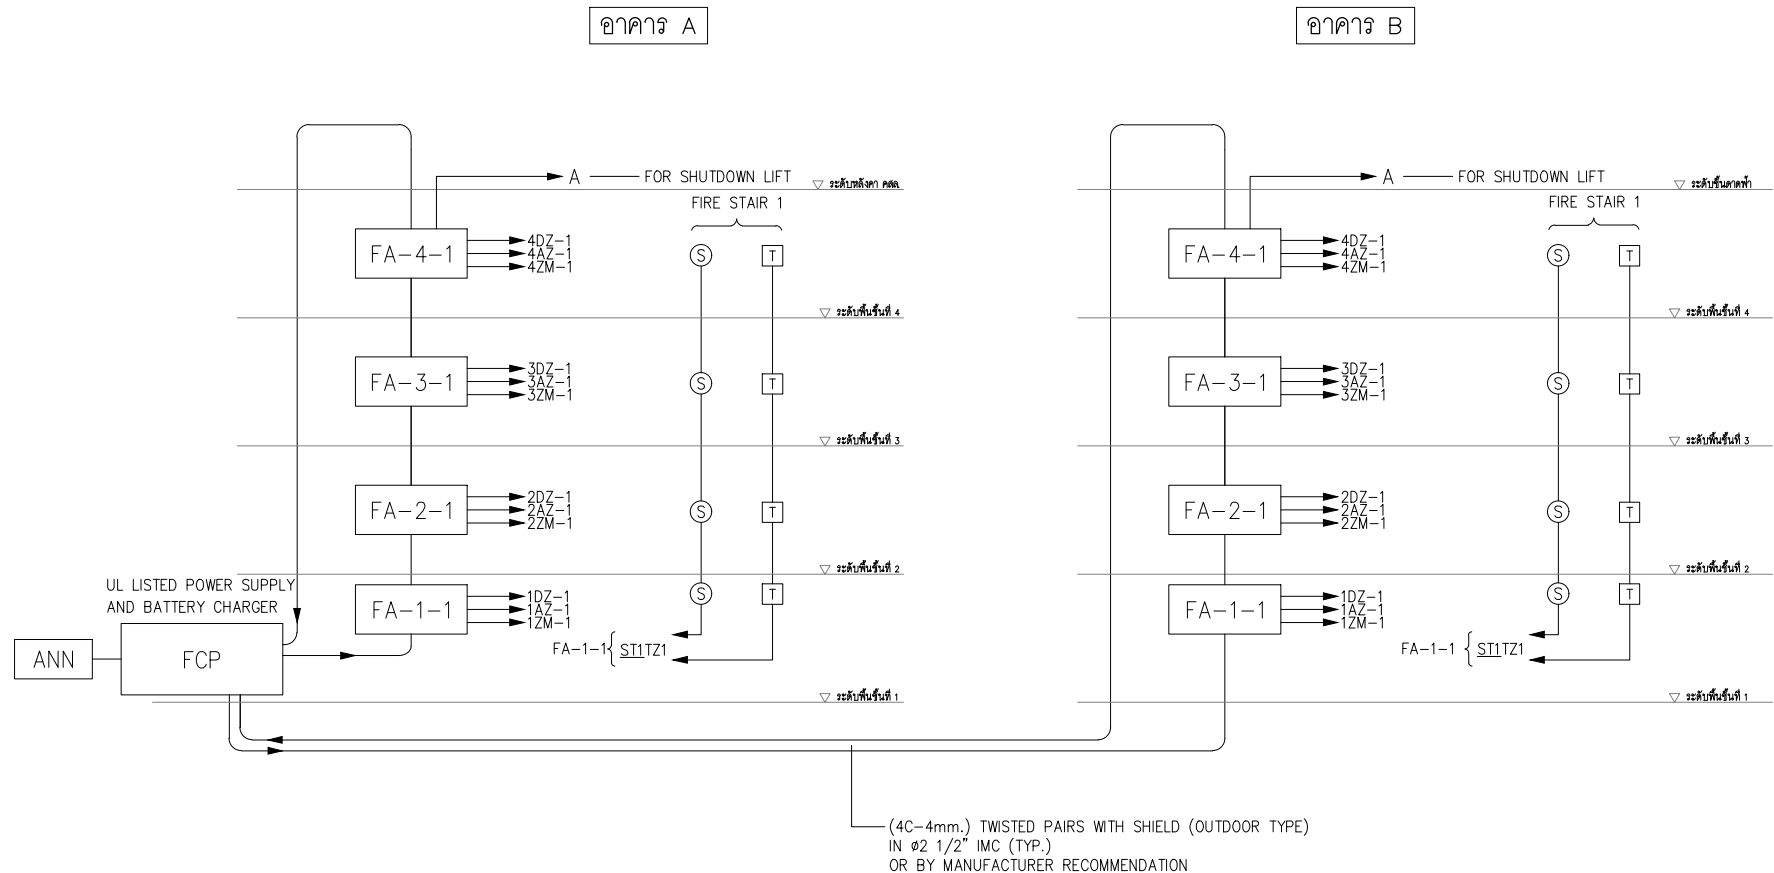 อาคาร A
อาคาร B
A FOR SHUTDOWN LIFT
ระดับหลังคา คสล.
FIRE STAIR 1
FA-4-1
4DZ-1
4AZ-1
4ZM-1
S
T
ระดับพื้นชั้นที่ 4
FA-3-1
3DZ-1
3AZ-1
3ZM-1
S
T
ระดับพื้นชั้นที่ 3
FA-2-1
2DZ-1
2AZ-1
2ZM-1
S
T
ระดับพื้นชั้นที่ 2
UL LISTED POWER SUPPLY
AND BATTERY CHARGER
FA-1-1
1DZ-1
1AZ-1
1ZM-1
S
T
FA-1-1 ST1TZ1
ANN
FCP
ระดับพื้นชั้นที่ 1
A FOR SHUTDOWN LIFT
ระดับชั้นดาดฟ้า
FIRE STAIR 1
FA-4-1
4DZ-1
4AZ-1
4ZM-1
S
T
ระดับพื้นชั้นที่ 4
FA-3-1
3DZ-1
3AZ-1
3ZM-1
S
T
ระดับพื้นชั้นที่ 3
FA-2-1
2DZ-1
2AZ-1
2ZM-1
S
T
ระดับพื้นชั้นที่ 2
FA-1-1
1DZ-1
1AZ-1
1ZM-1
S
T
FA-1-1 ST1TZ1
ระดับพื้นชั้นที่ 1
(4C-4mm.) TWISTED PAIRS WITH SHIELD (OUTDOOR TYPE)
IN ø2 1/2" IMC (TYP.)
OR BY MANUFACTURER RECOMMENDATION